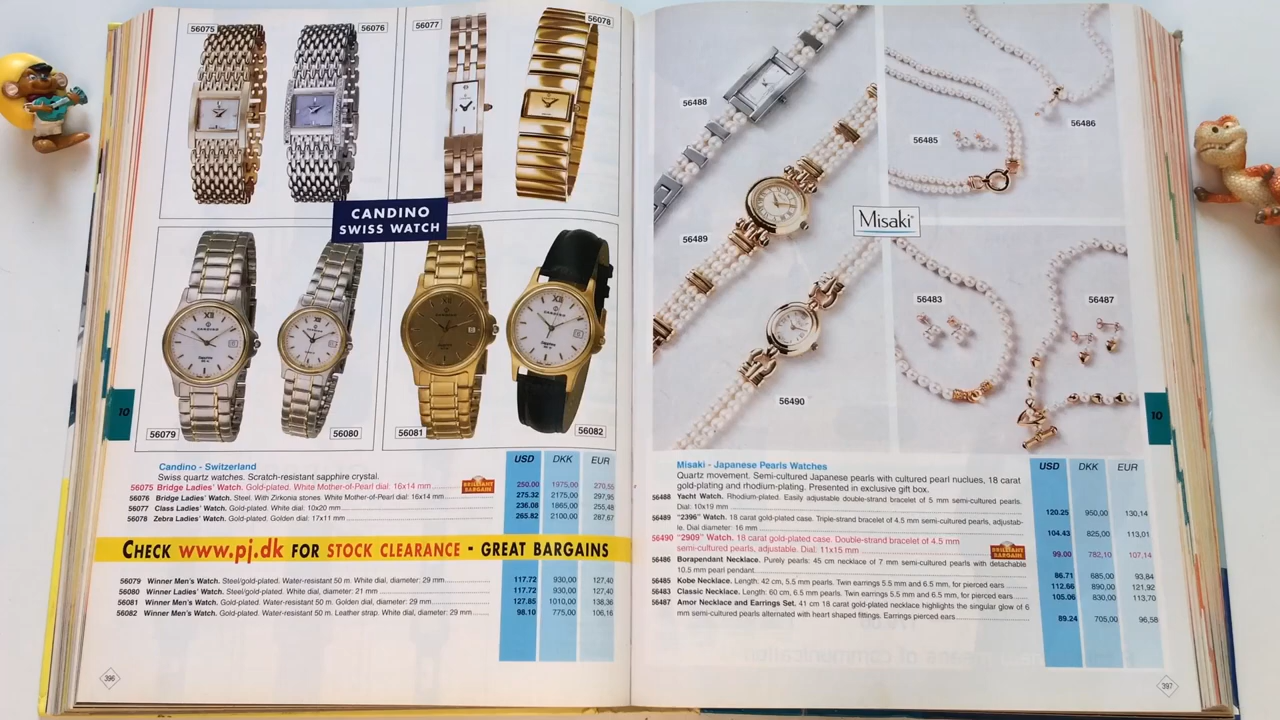 56075
56076
56077
56078
CANDINO
SWISS WATCH
56079
56080
56081
56082
10
Candino - Switzerland
Swiss quartz watches. Scratch-resistant sapphire crystal.
USD DKK EUR
56075 Bridge Ladies' Watch. Gold-plated. White Mother-of-Pearl dial: 16x14 mm BRILLIANT BARGAIN 250.00 1975,00 270,55
56076 Bridge Ladies' Watch. Steel. With Zirkonia stones White Mother-of-Pearl dial: 16x14 mm 275.32 2175,00 297,95
56077 Class Ladies' Watch. Gold-plated. White dial: 10x20 mm 236.08 1865,00 255,48
56078 Zebra Ladies' Watch. Gold-plated. Golden dial: 17x11 mm 265.82 2100,00 287,67
CHECK www.pj.dk FOR STOCK CLEARANCE - GREAT BARGAINS
56079 Winner Men's Watch. Steel/gold-plated. Water-resistant 50 m. White dial, diameter: 29 mm 117.72 930,00 127,40
56080 Winner Ladies' Watch. Steel/gold-plated. White dial, diameter: 21 mm 117.72 930,00 127,40
56081 Winner Men's Watch. Gold-plated. Water-resistant 50 m. Golden dial, diameter: 29 mm 127.85 1010,00 138,36
56082 Winner Men's Watch. Gold-plated. Water-resistant 50 m. Leather strap. White dial, diameter: 29 mm 98.10 775,00 106,16
396
56488
56485
56486
Misaki
56489
56483
56487
56490
10
Misaki - Japanese Pearls Watches
Quartz movement. Semi-cultured Japanese pearls with cultured pearl nuclues, 18 carat
gold-plating and rhodium-plating. Presented in exclusive gift box.
USD DKK EUR
56488 Yacht Watch. Rhodium-plated. Easily adjustable double-strand bracelet of 5 mm semi-cultured pearls.
Dial: 10x19 mm 120.25 950,00 130,14
56489 "2396" Watch. 18 carat gold-plated case. Triple-strand bracelet of 4.5 mm semi-cultured pearls, adjustab-
le. Dial diameter: 16 mm 104.43 825,00 113,01
56490 "2909" Watch. 18 carat gold-plated case. Double-strand bracelet of 4.5 mm
semi-cultured pearls, adjustable. Dial: 11x15 mm BRILLIANT BARGAIN 99.00 782,10 107,14
56486 Borapendant Necklace. Purely pearls: 45 cm necklace of 7 mm semi-cultured pearls with detachable
10.5 mm pearl pendant 86.71 685,00 93,84
56485 Kobe Necklace. Length: 42 cm, 5.5 mm pearls. Twin earrings 5.5 mm and 6.5 mm, for pierced ears 112.66 890,00 121,92
56483 Classic Necklace. Length: 60 cm, 6.5 mm pearls. Twin earrings 5.5 mm and 6.5 mm, for pierced ears 105.06 830,00 113,70
56487 Amor Necklace and Earrings Set. 41 cm 18 carat gold-plated necklace highlights the singular glow of 6
mm semi-cultured pearls alternated with heart shaped fittings. Earrings pierced ears 89.24 705,00 96,58
397